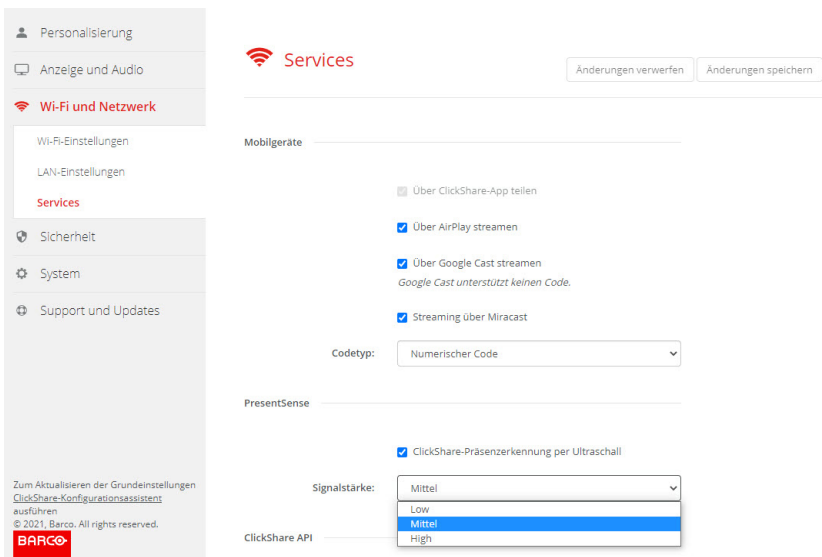 Personalisierung
Anzeige und Audio
Wi-Fi und Netzwerk
Wi-Fi-Einstellungen
LAN-Einstellungen
Services
Sicherheit
System
Support und Updates
Zum Aktualisieren der Grundeinstellungen
ClickShare-Konfigurationsassistent
ausführen
© 2021, Barco. All rights reserved.
BARCO
Services
Änderungen verwerfen Änderungen speichern
Mobilgeräte
Über ClickShare-App teilen
Über AirPlay streamen
Über Google Cast streamen
Google Cast unterstützt keinen Code.
Streaming über Miracast
Codetyp: Numerischer Code
PresentSense
ClickShare-Präsenzerkennung per Ultraschall
Signalstärke: Mittel
Low
Mittel
High
ClickShare API